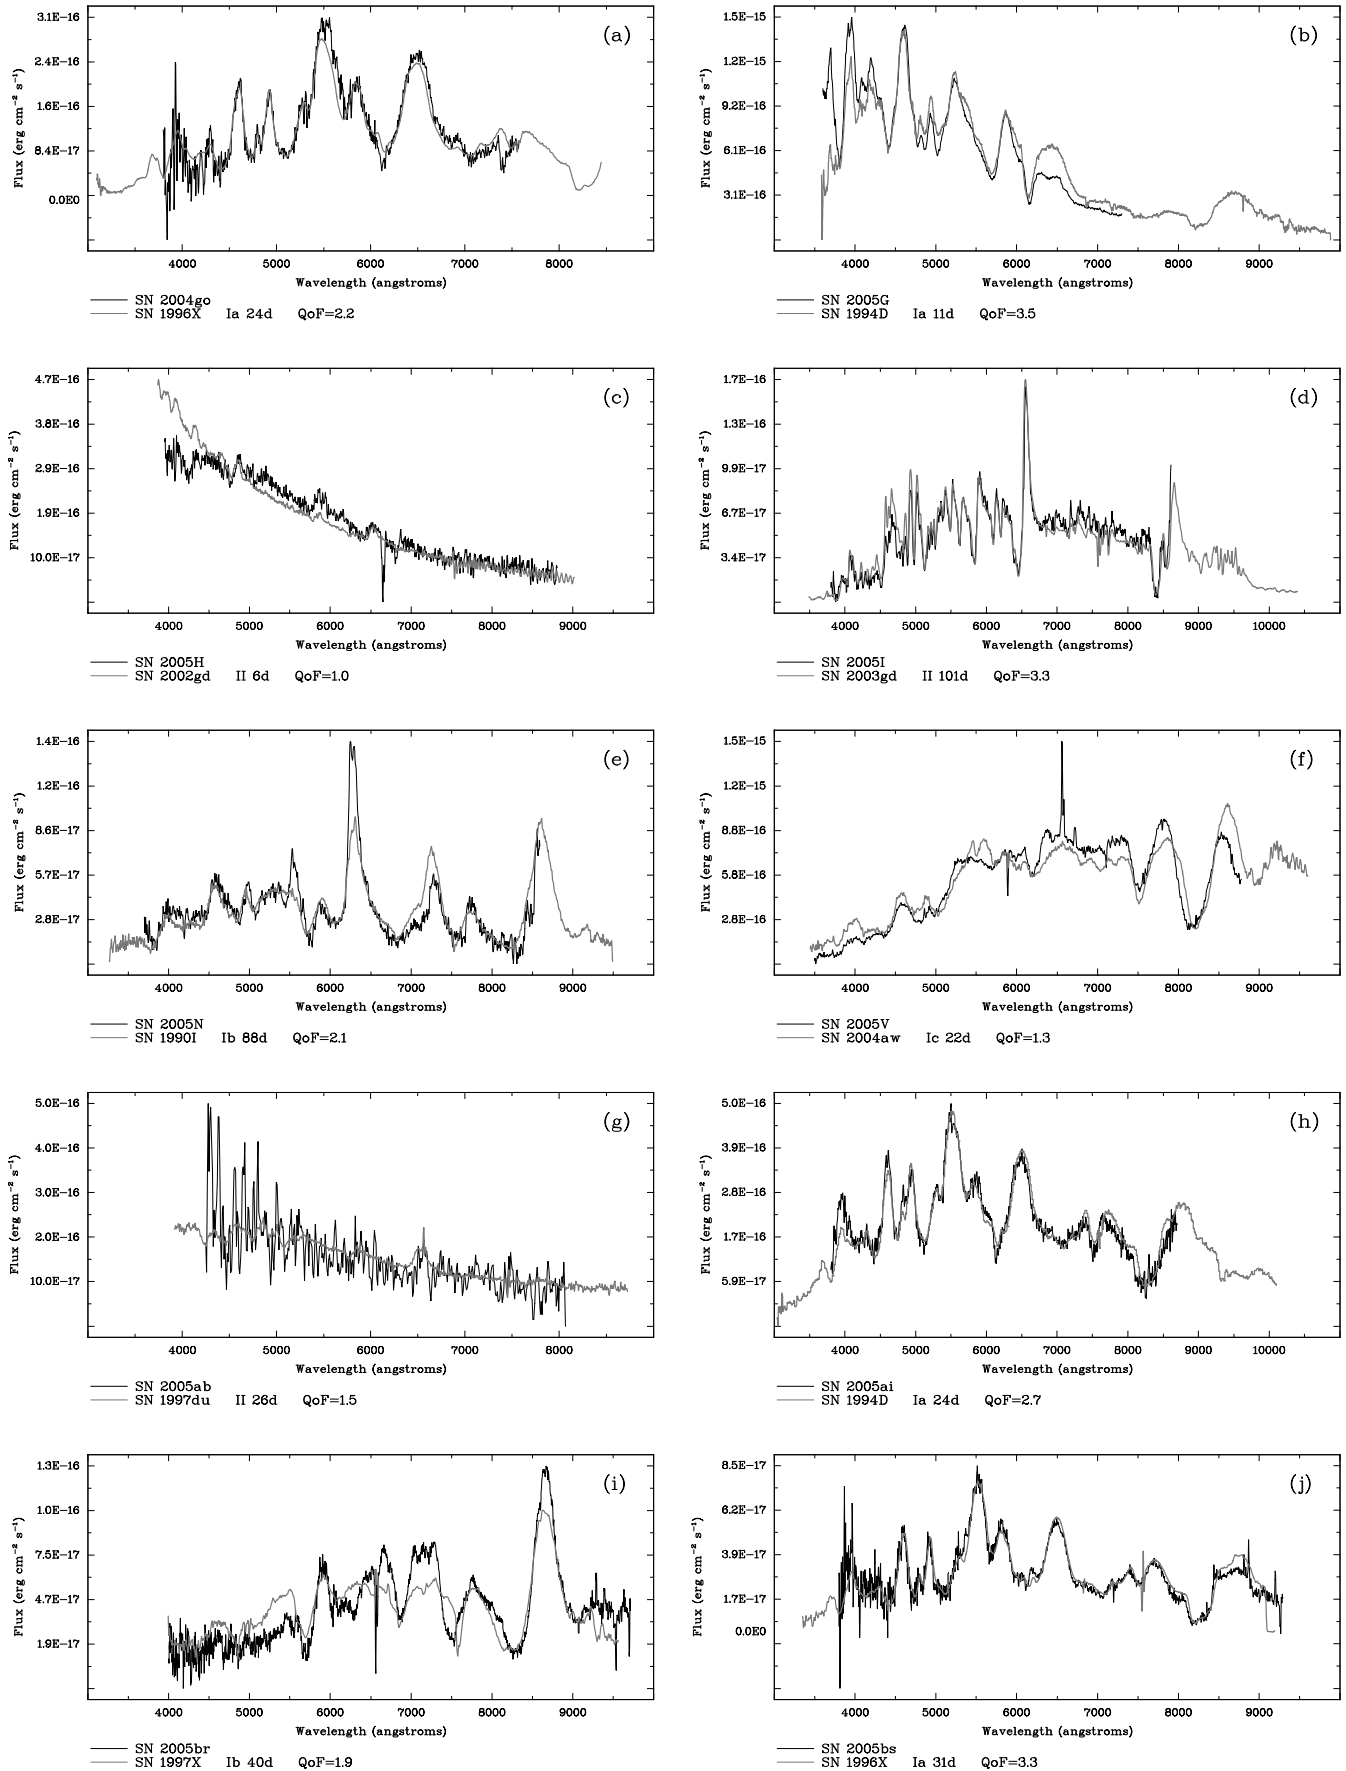 (a)
3.1E−16
2.4E−16
1.6E−16
8.4E−17
0.0E0
Flux (erg cm−2 s−1)
4000 5000 6000 7000 8000
Wavelength (angstroms)
SN 2004go
SN 1996X Ia 24d QoF=2.2
(b)
1.5E−15
1.2E−15
9.2E−16
6.1E−16
3.1E−16
Flux (erg cm−2 s−1)
4000 5000 6000 7000 8000 9000
Wavelength (angstroms)
SN 2005G
SN 1994D Ia 11d QoF=3.5
(c)
4.7E−16
3.8E−16
2.9E−16
1.9E−16
10.0E−17
Flux (erg cm−2 s−1)
4000 5000 6000 7000 8000 9000
Wavelength (angstroms)
SN 2005H
SN 2002gd II 6d QoF=1.0
(d)
1.7E−16
1.3E−16
9.9E−17
6.7E−17
3.4E−17
Flux (erg cm−2 s−1)
4000 5000 6000 7000 8000 9000 10000
Wavelength (angstroms)
SN 2005I
SN 2003gd II 101d QoF=3.3
(e)
1.4E−16
1.2E−16
8.6E−17
5.7E−17
2.8E−17
Flux (erg cm−2 s−1)
4000 5000 6000 7000 8000 9000
Wavelength (angstroms)
SN 2005N
SN 1990I Ib 88d QoF=2.1
(f)
1.5E−15
1.2E−15
8.8E−16
5.8E−16
2.8E−16
Flux (erg cm−2 s−1)
4000 5000 6000 7000 8000 9000
Wavelength (angstroms)
SN 2005V
SN 2004aw Ic 22d QoF=1.3
(g)
5.0E−16
4.0E−16
3.0E−16
2.0E−16
10.0E−17
Flux (erg cm−2 s−1)
4000 5000 6000 7000 8000
Wavelength (angstroms)
SN 2005ab
SN 1997du II 26d QoF=1.5
(h)
5.0E−16
3.9E−16
2.8E−16
1.7E−16
5.9E−17
Flux (erg cm−2 s−1)
4000 5000 6000 7000 8000 9000 10000
Wavelength (angstroms)
SN 2005ai
SN 1994D Ia 24d QoF=2.7
(i)
1.3E−16
1.0E−16
7.5E−17
4.7E−17
1.9E−17
Flux (erg cm−2 s−1)
4000 5000 6000 7000 8000 9000
Wavelength (angstroms)
SN 2005br
SN 1997X Ib 40d QoF=1.9
(j)
8.5E−17
6.2E−17
3.9E−17
1.7E−17
0.0E0
Flux (erg cm−2 s−1)
4000 5000 6000 7000 8000 9000
Wavelength (angstroms)
SN 2005bs
SN 1996X Ia 31d QoF=3.3